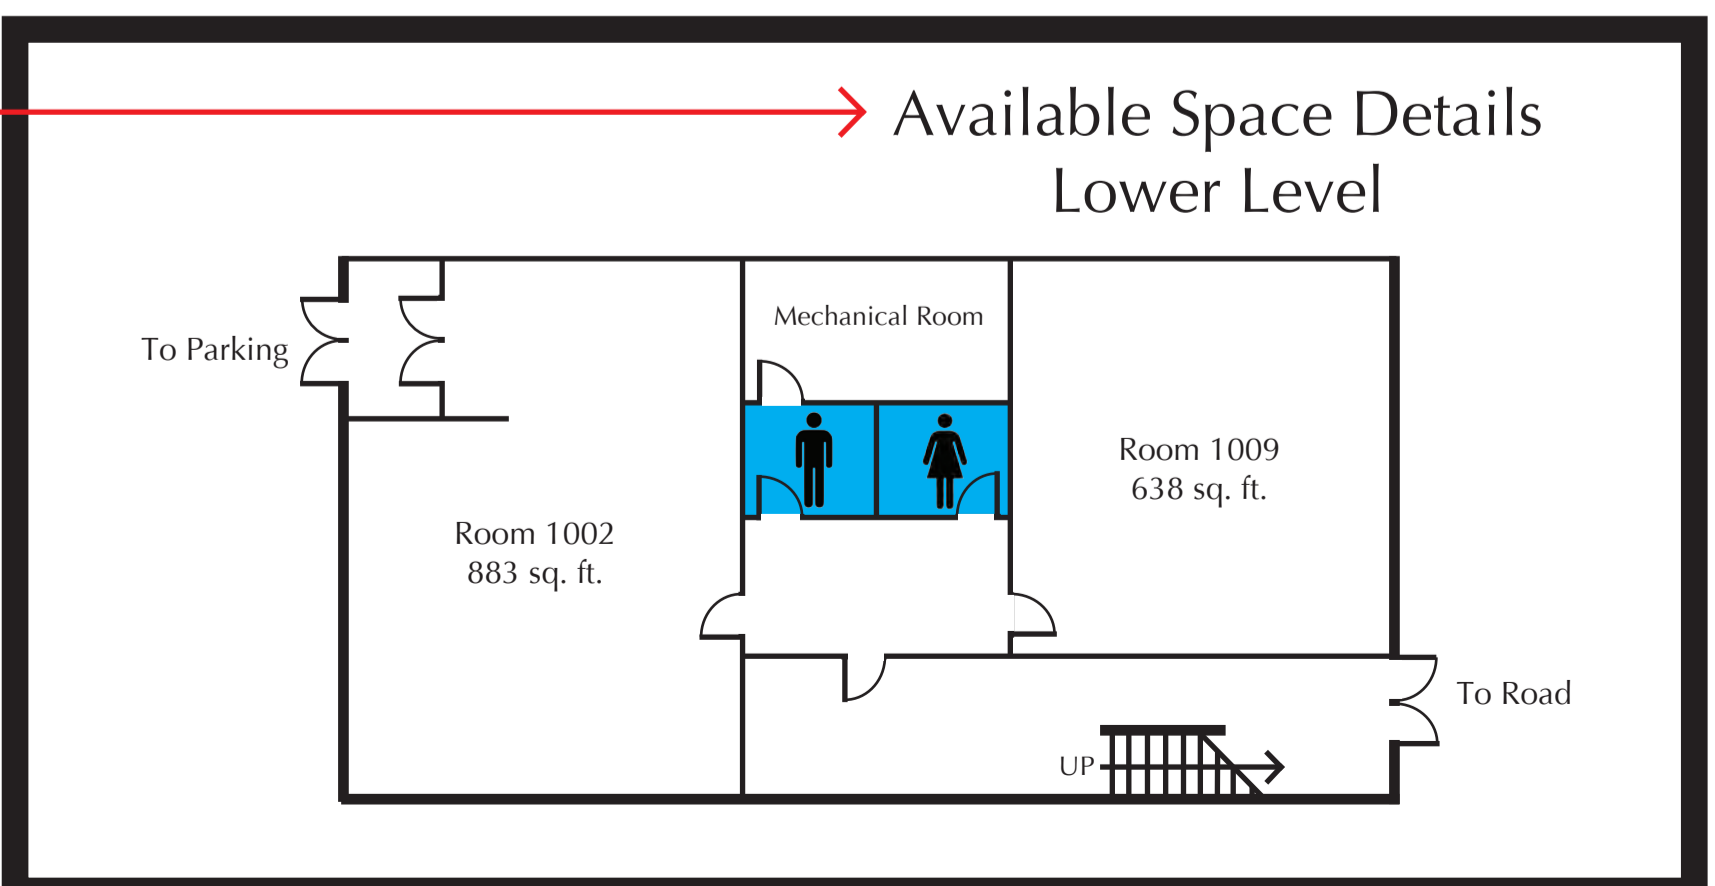 Available Space Details
Lower Level
Mechanical Room
To Parking
Room 1009
638 sq. ft.
Room 1002
883 sq. ft.
To Road
UP